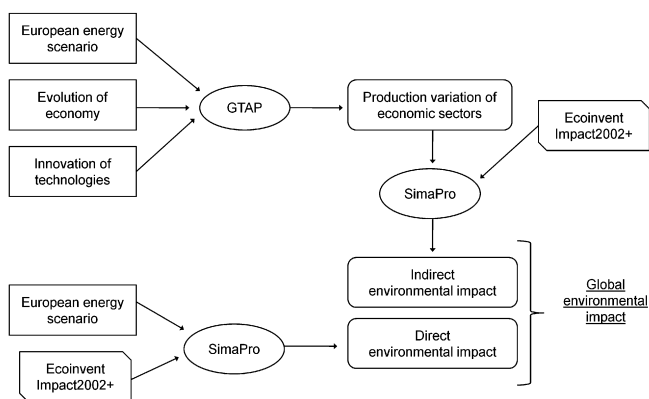 European energy
scenario
Evolution of
economy
Innovation of
technologies
GTAP
Production variation of
economic sectors
Ecoinvent
Impact2002+
SimaPro
Indirect
environmental impact
Direct
environmental impact
Global
environmental
impact
European energy
scenario
Ecoinvent
Impact2002+
SimaPro